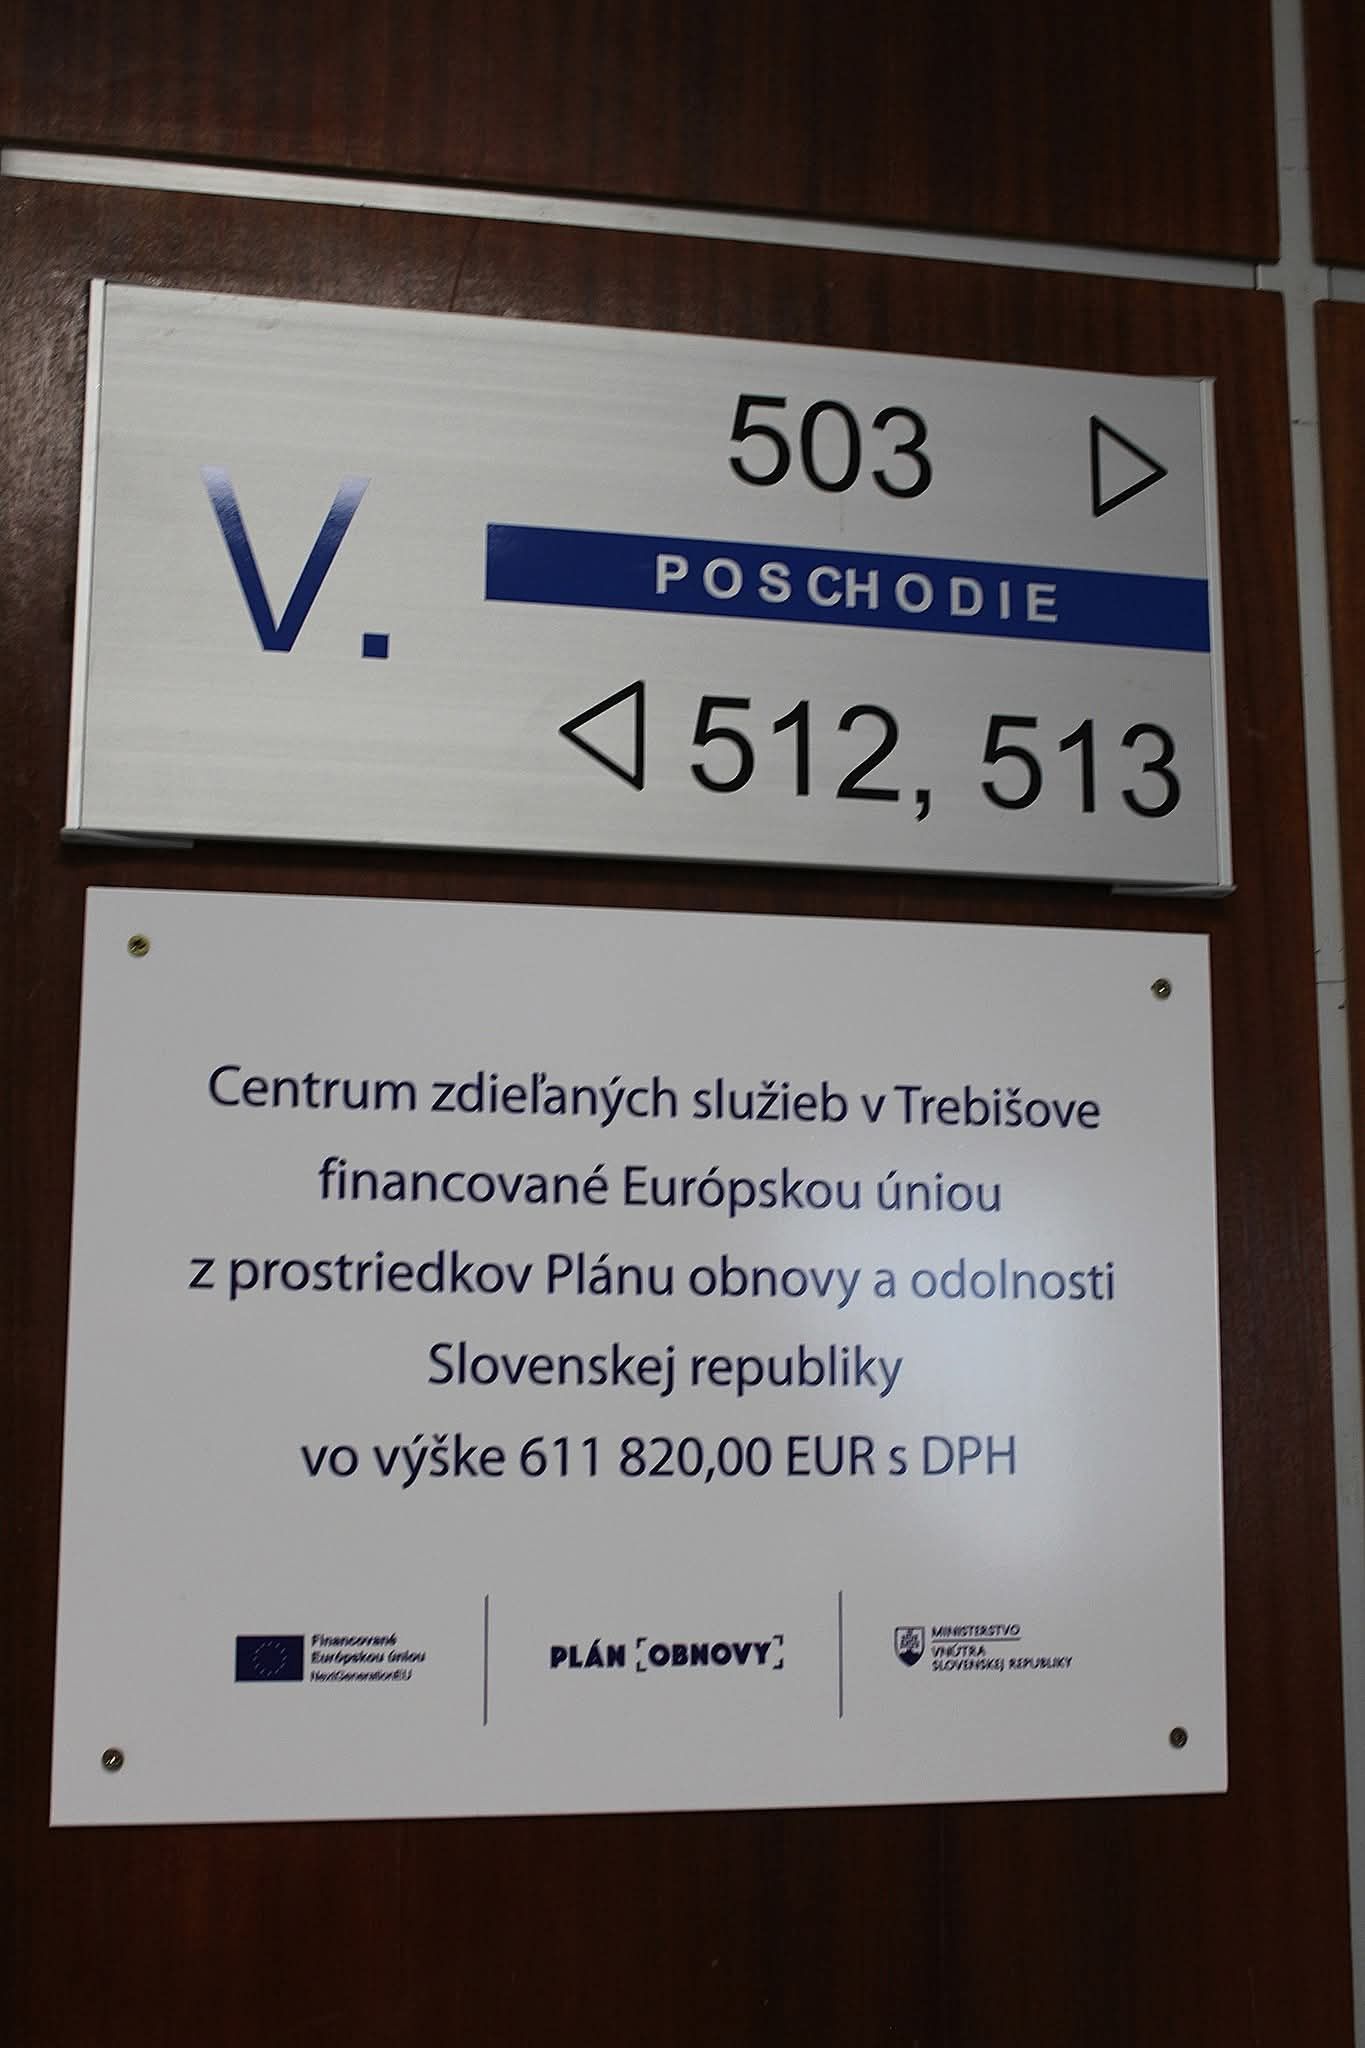 503
V.
POSCHODIE
512, 513
Centrum zdieľaných služieb v Trebišove
financované Európskou úniou
z prostriedkov Plánu obnovy a odolnosti
Slovenskej republiky
vo výške 611 820,00 EUR s DPH
Financované
Európskou úniou
NextGenerationEU
PLÁN [OBNOVY]
MINISTERSTVO
VNÚTRA
SLOVENSKEJ REPUBLIKY